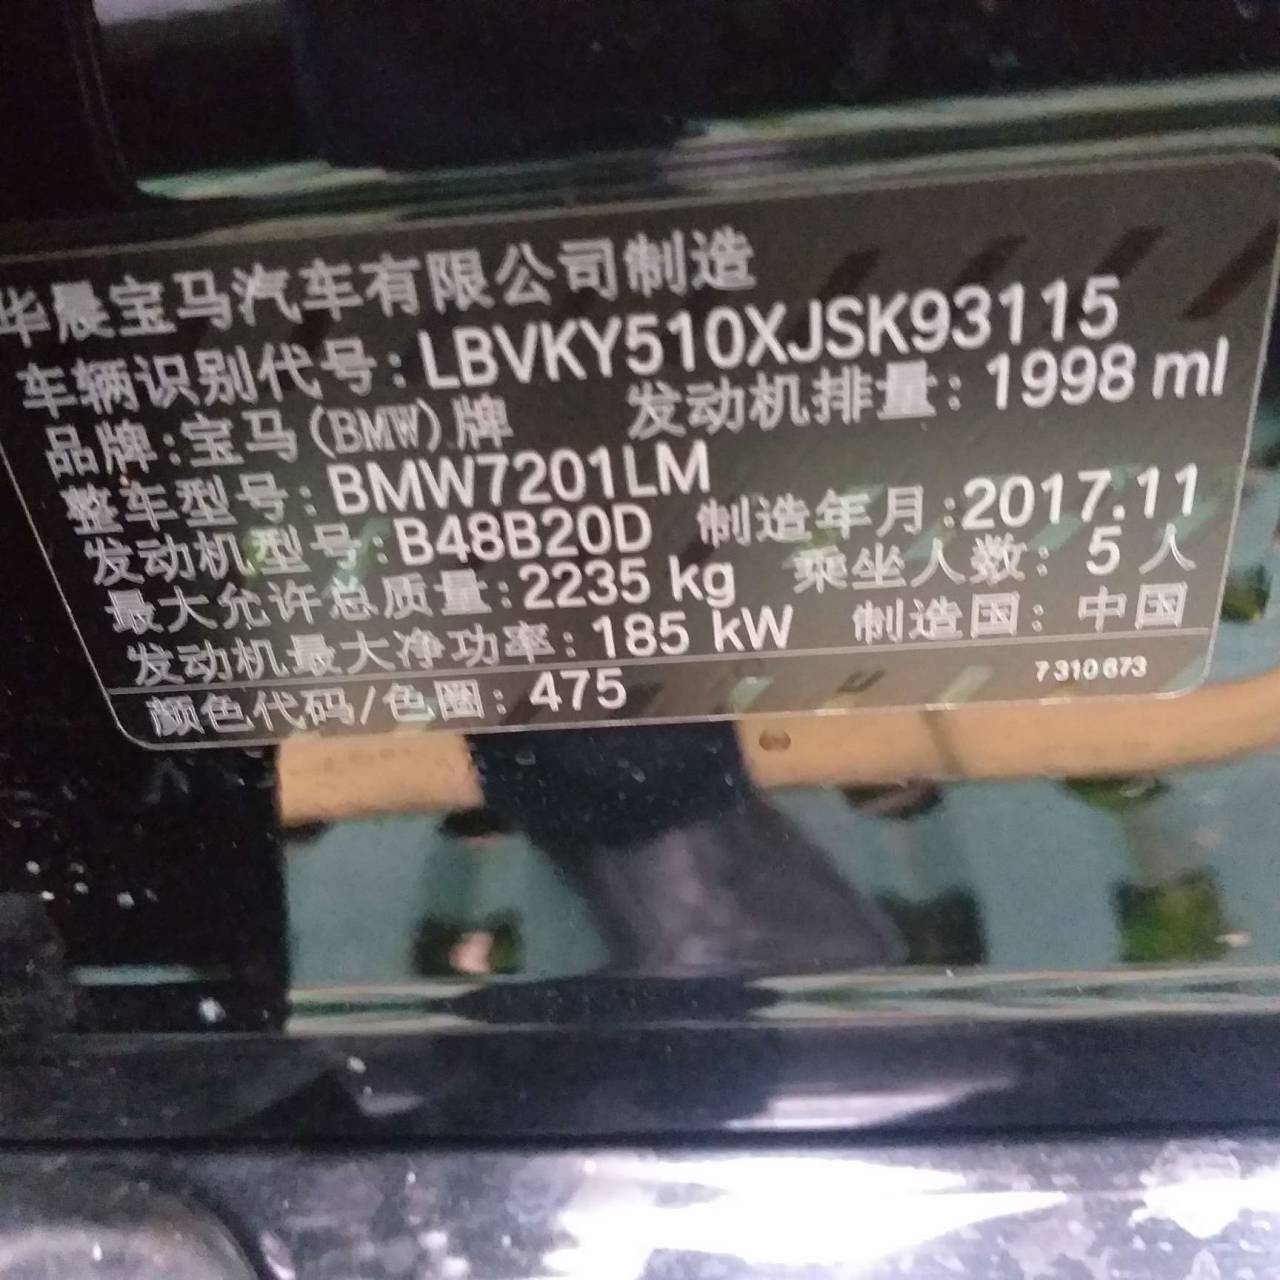 华晨宝马汽车有限公司制造
车辆识别代号:LBVKY510XJSK93115
品牌:宝马(BMW)牌 发动机排量:1998 ml
整车型号:BMW7201LM
发动机型号:B48B20D 制造年月:2017.11
最大允许总质量:2235 kg 乘坐人数:5 人
发动机最大净功率:185 kW 制造国:中国
颜色代码/色圈:475 7 310 673